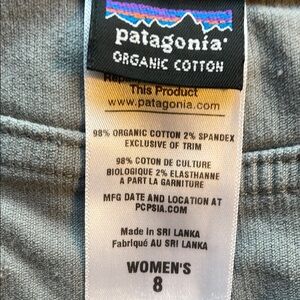 patagonia®
ORGANIC COTTON
This Product
www.patagonia.com
98% ORGANIC COTTON 2% SPANDEX
EXCLUSIVE OF TRIM
98% COTON DE CULTURE
BIOLOGIQUE 2% ELASTHANNE
A PART LA GARNITURE
MFG DATE AND LOCATION AT
PCPSIA.COM
Made in SRI LANKA
Fabriqué AU SRI LANKA
WOMEN'S
8